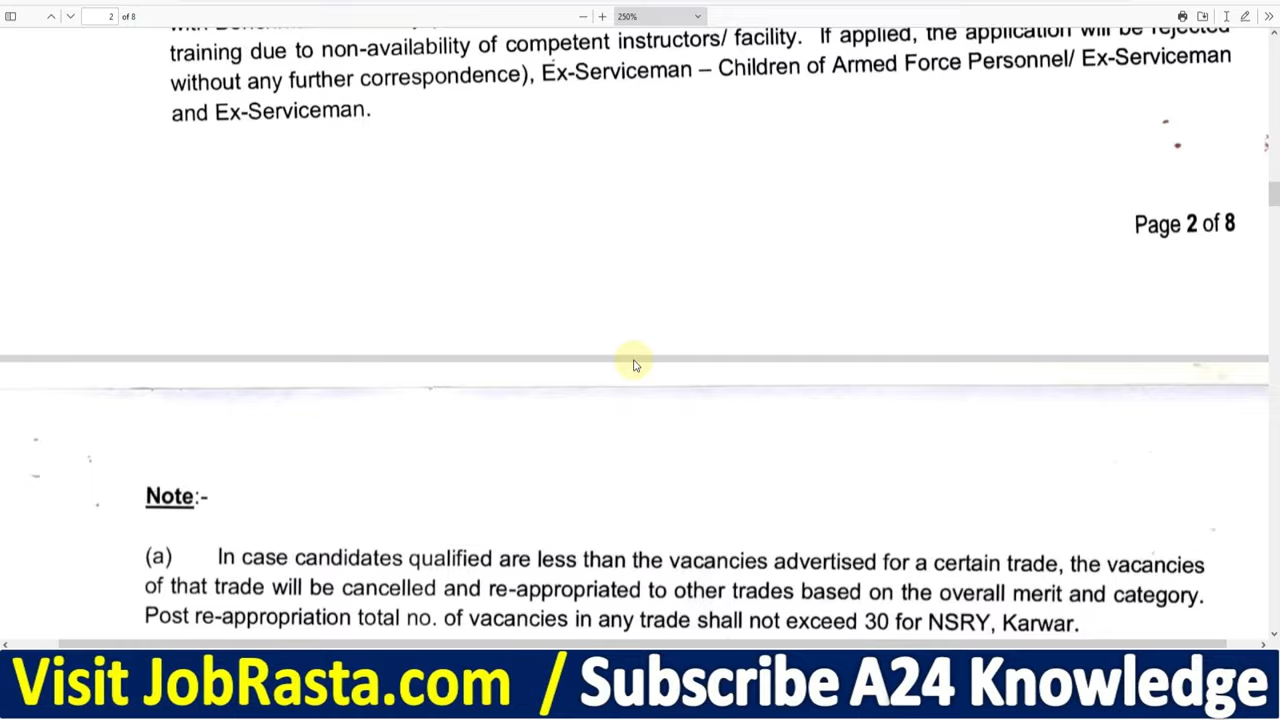 2
of 8
250%
training due to non-availability of competent instructors/ facility. If applied, the application will be rejected
without any further correspondence), Ex-Serviceman – Children of Armed Force Personnel/ Ex-Serviceman
and Ex-Serviceman.
Page 2 of 8
Note:-
(a) In case candidates qualified are less than the vacancies advertised for a certain trade, the vacancies
of that trade will be cancelled and re-appropriated to other trades based on the overall merit and category.
Post re-appropriation total no. of vacancies in any trade shall not exceed 30 for NSRY, Karwar.
Visit JobRasta.com / Subscribe A24 Knowledge